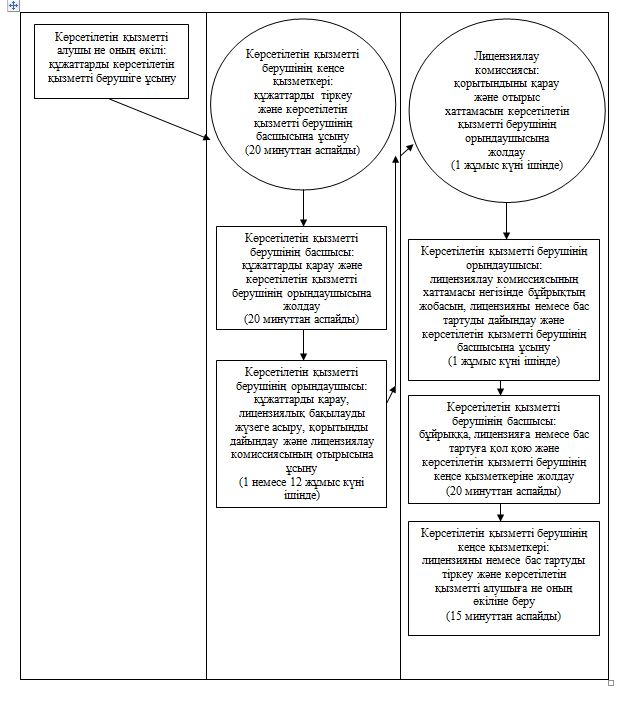 Көрсетілетін қызметті
алушы не оның өкілі:
құжаттарды көрсетілетін
қызметті берушіге ұсыну
Көрсетілетін қызметті
берушінің кеңсе
қызметкері:
құжаттарды тіркеу
және көрсетілетін
қызметті берушінің
басшысына ұсыну
(20 минуттан аспайды)
Көрсетілетін қызметті
берушінің басшысы:
құжаттарды қарау және
көрсетілетін қызметті
берушінің орындаушысына
жолдау
(20 минуттан аспайды)
Көрсетілетін қызметті
берушінің орындаушысы:
құжаттарды қарау,
лицензиялық бақылауды
жүзеге асыру, қорытынды
дайындау және лицензиялау
комиссиясының отырысына
ұсыну
(1 немесе 12 жұмыс күні
ішінде)
Лицензиялау
комиссиясы:
қорытындыны қарау
және отырыс
хаттамасын көрсетілетін
қызметті берушінің
орындаушысына
жолдау
(1 жұмыс күні ішінде)
Көрсетілетін қызметті берушінің
орындаушысы:
лицензиялау комиссиясының
хаттамасы негізінде бұйрықтың
жобасын, лицензияны немесе бас
тартуды дайындау және
көрсетілетін қызметті берушінің
басшысына ұсыну
(1 жұмыс күні ішінде)
Көрсетілетін қызметті
берушінің басшысы:
бұйрыққа, лицензияға немесе бас
тартуға қол қою және
көрсетілетін қызметті берушінің
кеңсе қызметкеріне жолдау
(20 минуттан аспайды)
Көрсетілетін қызметті берушінің
кеңсе қызметкері:
лицензияны немесе бас тартуды
тіркеу және көрсетілетін
қызметті алушыға не оның
өкіліне беру
(15 минуттан аспайды)